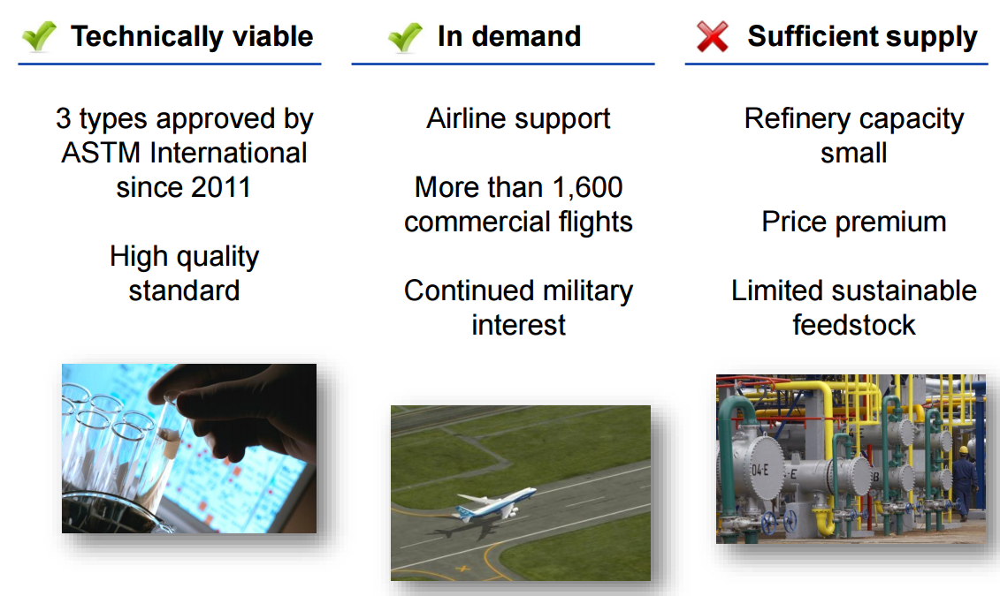 Technically viable
3 types approved by
ASTM International
since 2011
High quality
standard
In demand
Airline support
More than 1,600
commercial flights
Continued military
interest
Sufficient supply
Refinery capacity
small
Price premium
Limited sustainable
feedstock
04-E
-E
B